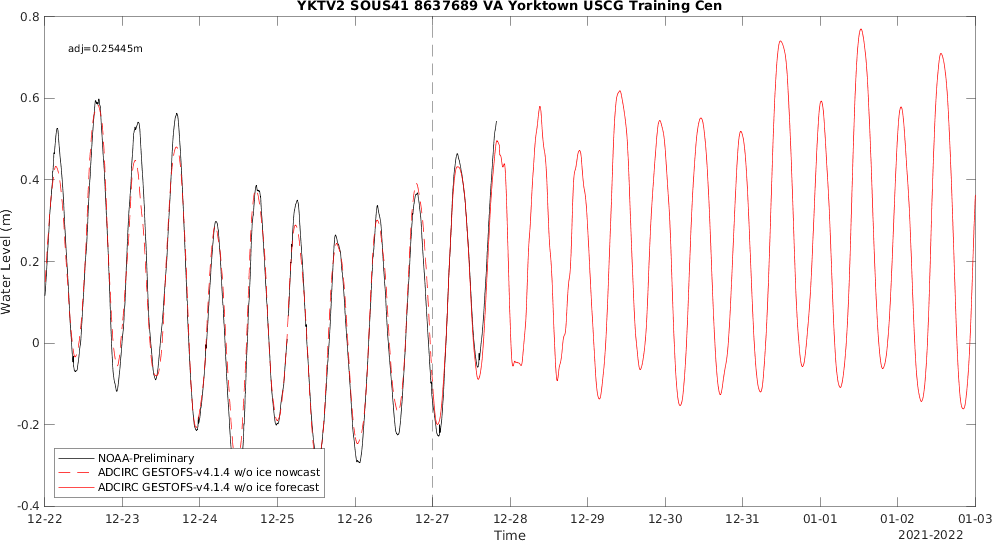 YKTV2 SOUS41 8637689 VA Yorktown USCG Training Cen
adj=0.25445m
0.8
0.6
0.4
0.2
0
-0.2
-0.4
Water Level (m)
NOAA-Preliminary
ADCIRC GESTOFS-v4.1.4 w/o ice nowcast
ADCIRC GESTOFS-v4.1.4 w/o ice forecast
12-22 12-23 12-24 12-25 12-26 12-27 12-28 12-29 12-30 12-31 01-01 01-02 01-03
Time
2021-2022